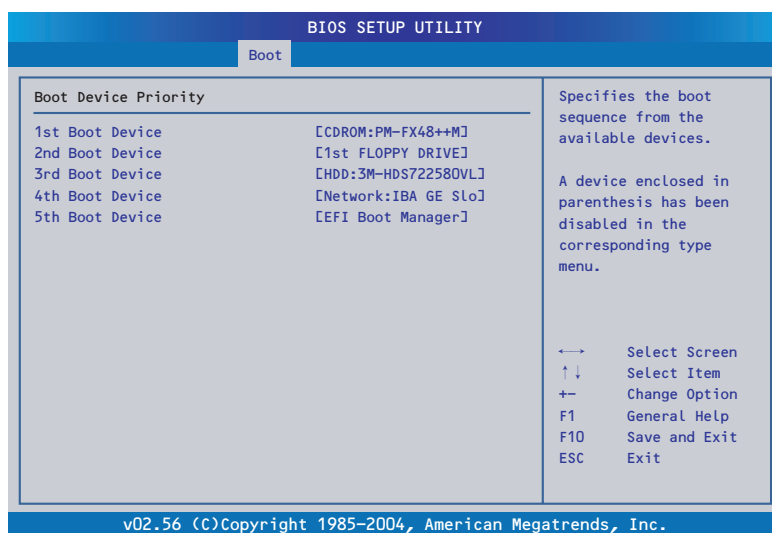 BIOS SETUP UTILITY
Boot
Boot Device Priority
1st Boot Device [CDROM:PM-FX48++M]
2nd Boot Device [1st FLOPPY DRIVE]
3rd Boot Device [HDD:3M-HDS722580VL]
4th Boot Device [Network:IBA GE Slo]
5th Boot Device [EFI Boot Manager]
Specifies the boot
sequence from the
available devices.
A device enclosed in
parenthesis has been
disabled in the
corresponding type
menu.
←→ Select Screen
↑↓ Select Item
+- Change Option
F1 General Help
F10 Save and Exit
ESC Exit
v02.56 (C)Copyright 1985-2004, American Megatrends, Inc.